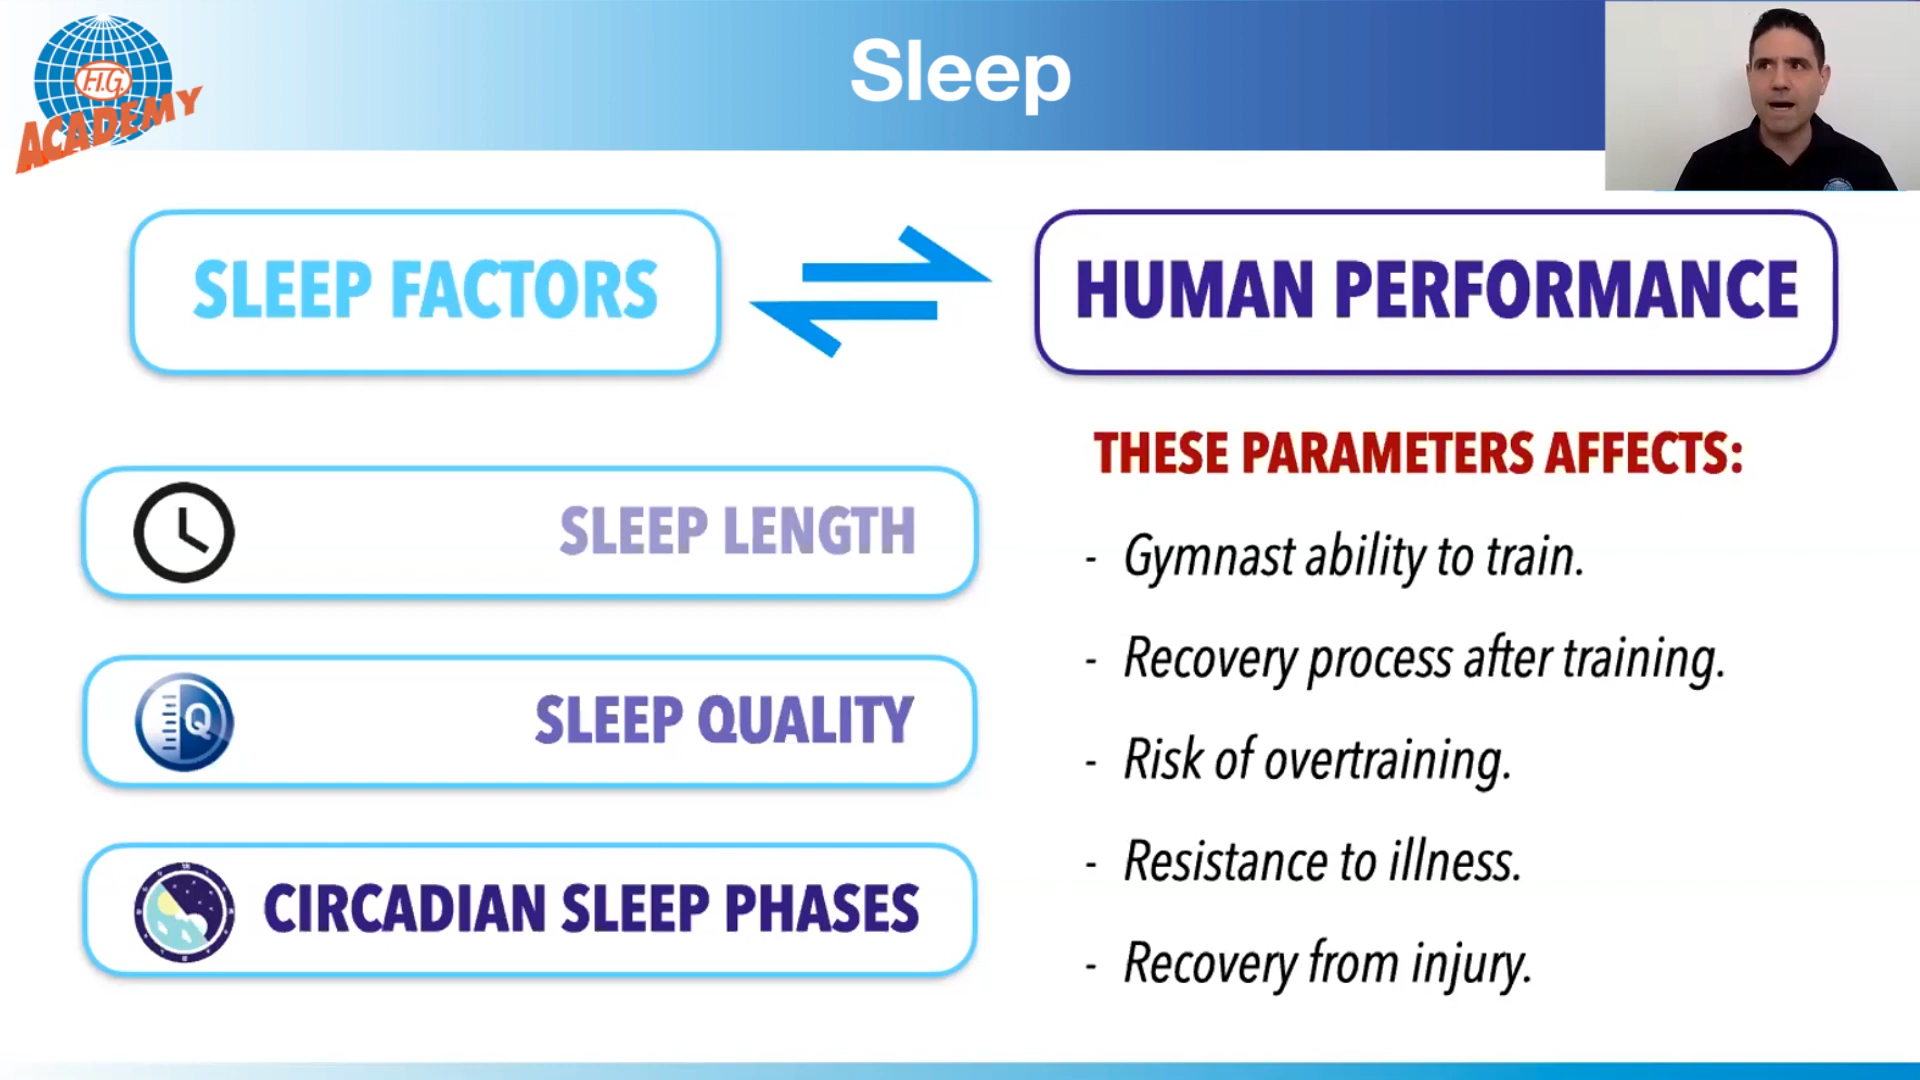 Sleep
F.I.G.
ACADEMY
SLEEP FACTORS
HUMAN PERFORMANCE
SLEEP LENGTH
Q
SLEEP QUALITY
CIRCADIAN SLEEP PHASES
THESE PARAMETERS AFFECTS:
- Gymnast ability to train.
- Recovery process after training.
- Risk of overtraining.
- Resistance to illness.
- Recovery from injury.